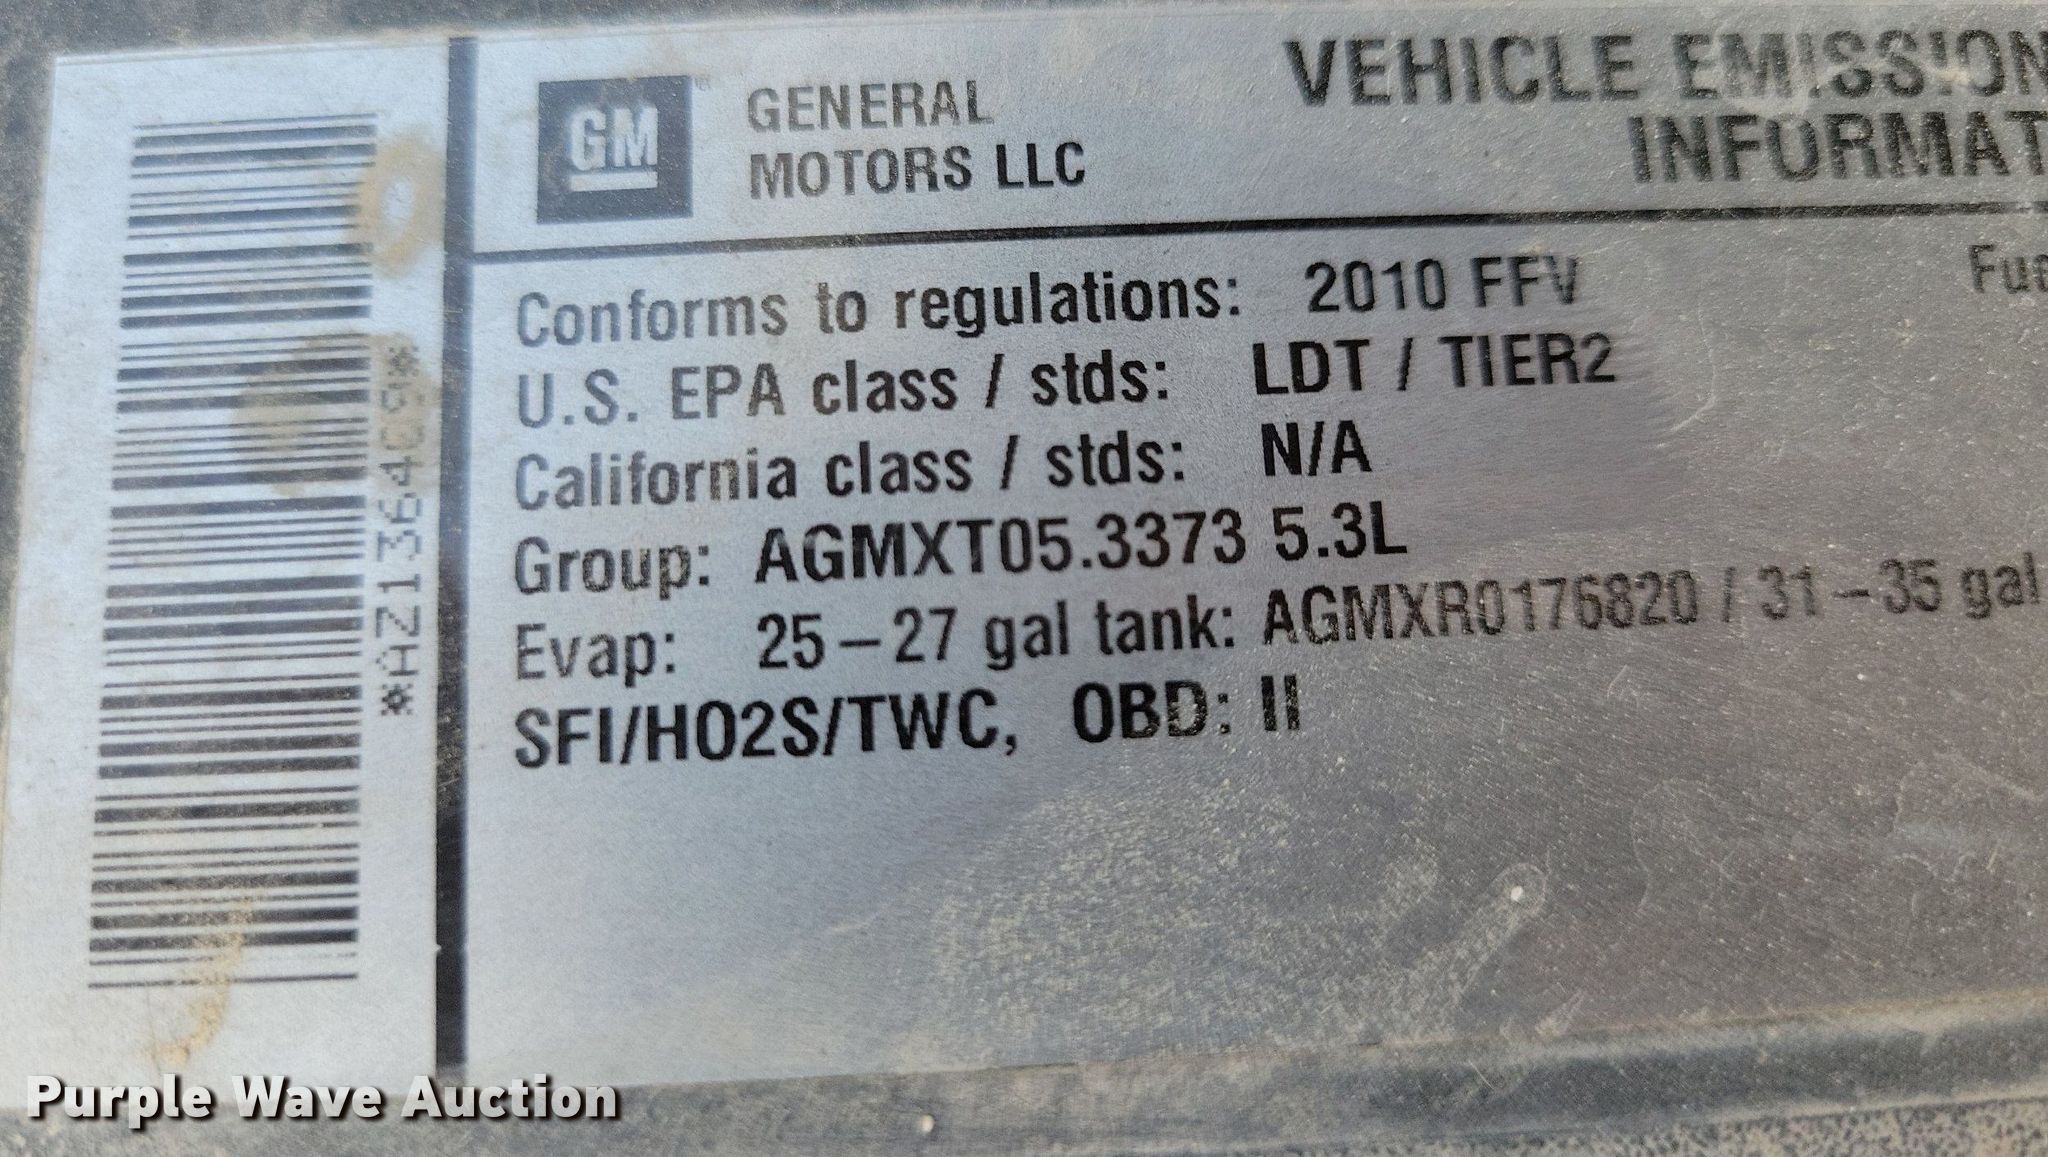 GM
GENERAL
MOTORS LLC
VEHICLE EMISSION
INFORMAT
Conforms to regulations: 2010 FFV
U.S. EPA class / stds: LDT / TIER2
California class / stds: N/A
Group: AGMXT05.3373 5.3L
Evap: 25–27 gal tank: AGMXR0176820 / 31–35 gal
SFI/HO2S/TWC, OBD: II
Purple Wave Auction